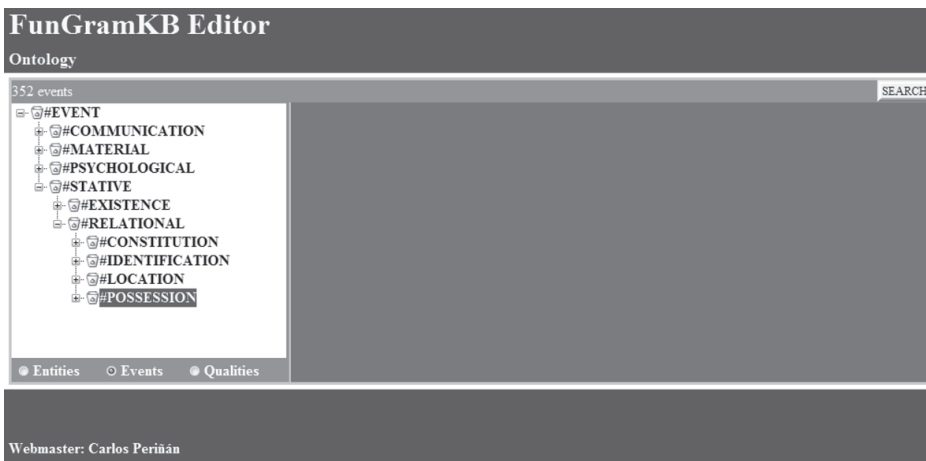 FunGramKB Editor
Ontology
352 events
SEARCH
#EVENT
#COMMUNICATION
#MATERIAL
#PSYCHOLOGICAL
#STATIVE
#EXISTENCE
#RELATIONAL
#CONSTITUTION
#IDENTIFICATION
#LOCATION
#POSSESSION
Entities Events Qualities
Webmaster: Carlos Periñán